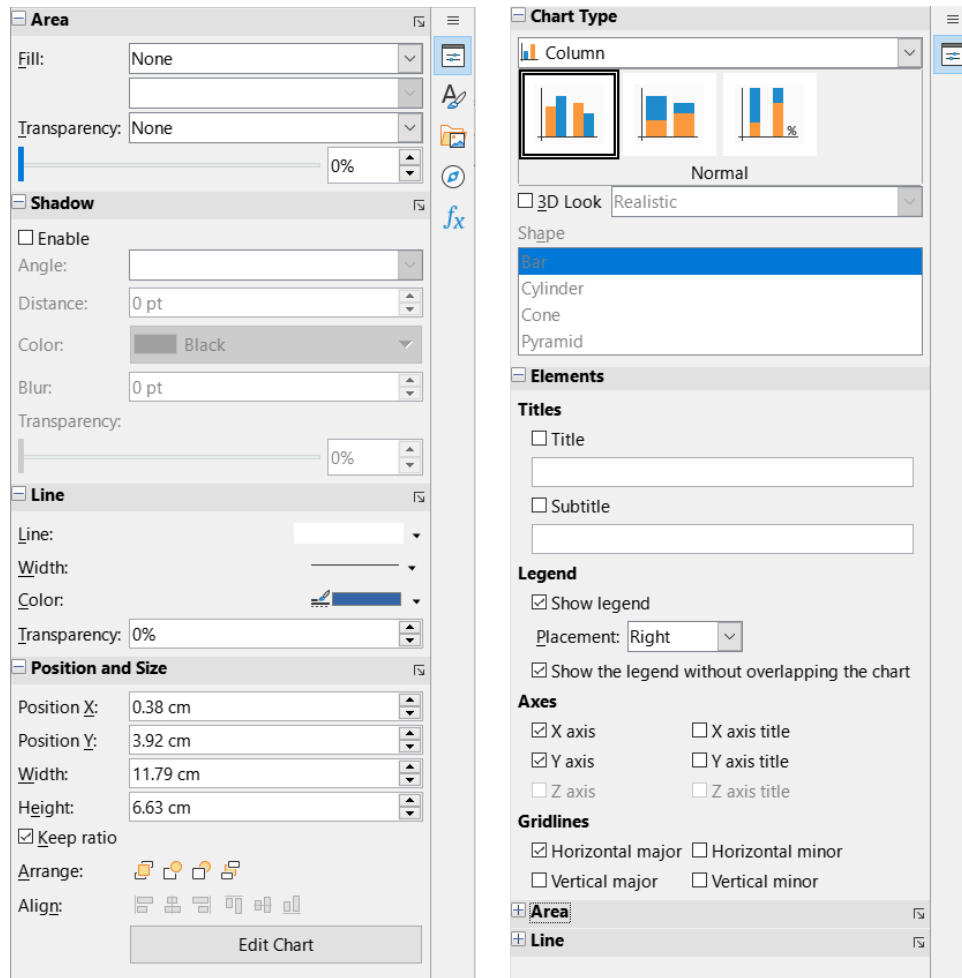 Area
Fill: None
Transparency: None
0%
Shadow
Enable
Angle:
Distance: 0 pt
Color: Black
Blur: 0 pt
Transparency:
0%
Line
Line:
Width:
Color:
Transparency: 0%
Position and Size
Position X: 0.38 cm
Position Y: 3.92 cm
Width: 11.79 cm
Height: 6.63 cm
Keep ratio
Arrange:
Align:
Edit Chart
fx
Chart Type
Column
%
Normal
3D Look Realistic
Shape
Bar
Cylinder
Cone
Pyramid
Elements
Titles
Title
Subtitle
Legend
Show legend
Placement: Right
Show the legend without overlapping the chart
Axes
X axis X axis title
Y axis Y axis title
Z axis Z axis title
Gridlines
Horizontal major Horizontal minor
Vertical major Vertical minor
Area
Line